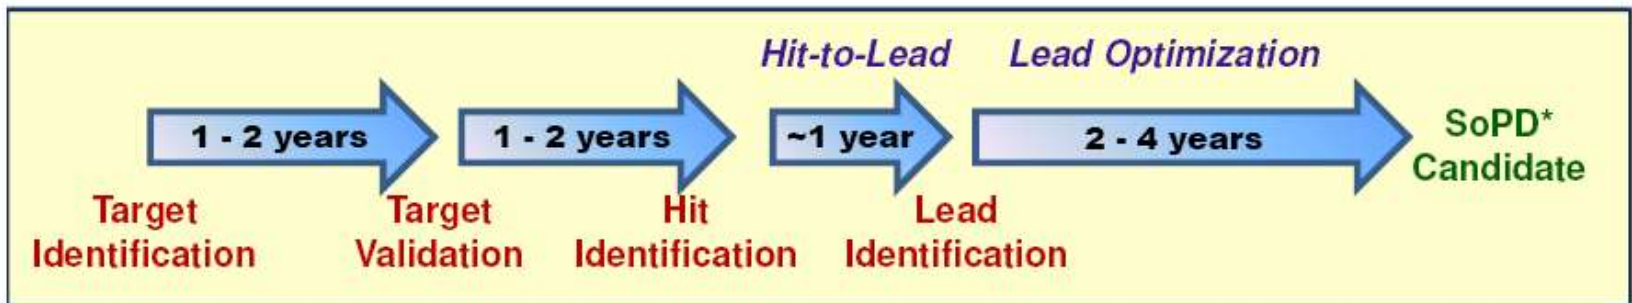 Hit-to-Lead Lead Optimization
1 - 2 years 1 - 2 years ~1 year 2 - 4 years
SoPD*
Candidate
Target Target Hit Lead
Identification Validation Identification Identification